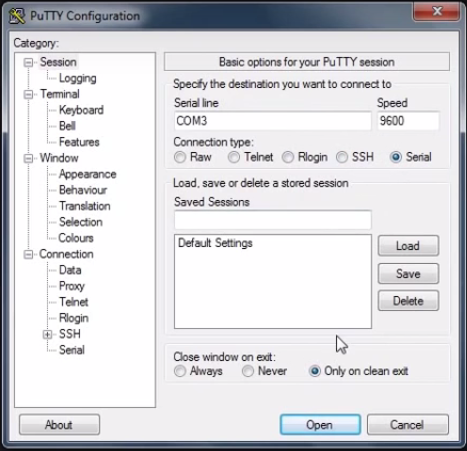 PuTTY Configuration
Category:
Session
Logging
Terminal
Keyboard
Bell
Features
Window
Appearance
Behaviour
Translation
Selection
Colours
Connection
Data
Proxy
Telnet
Rlogin
SSH
Serial
Basic options for your PuTTY session
Specify the destination you want to connect to
Serial line Speed
COM3 9600
Connection type:
Raw Telnet Rlogin SSH Serial
Load, save or delete a stored session
Saved Sessions
Default Settings
Load
Save
Delete
Close window on exit:
Always Never Only on clean exit
About Open Cancel